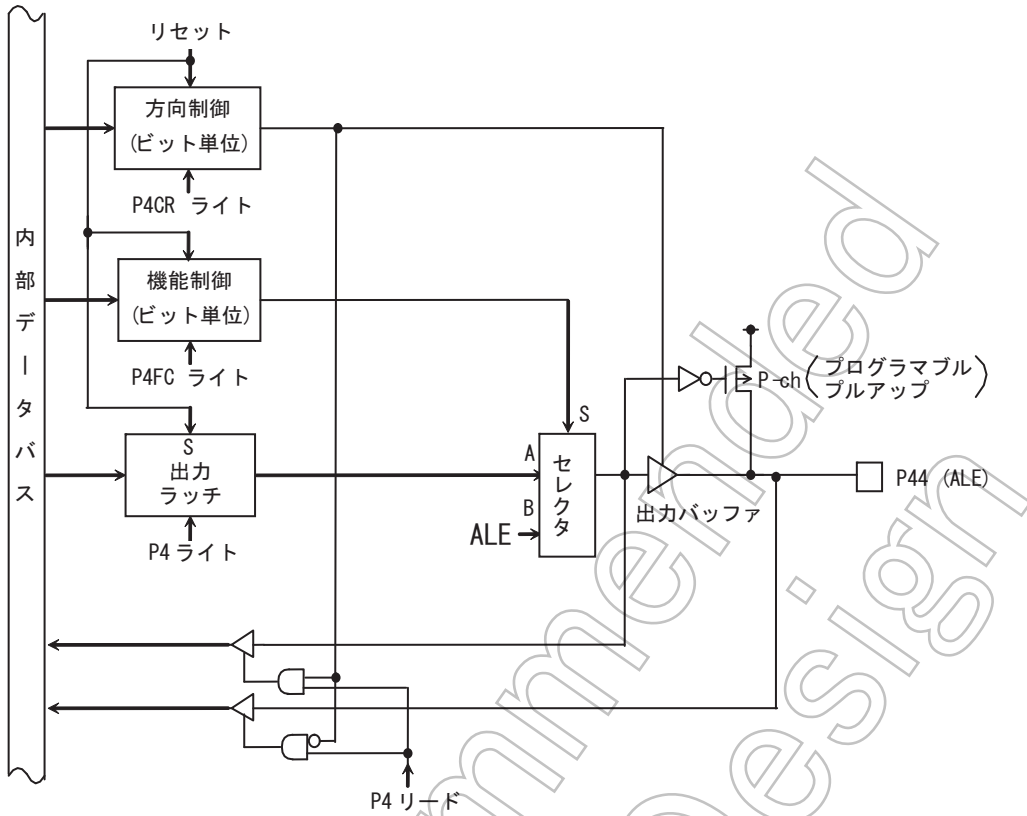 リセット
方向制御
(ビット単位)
P4CR ライト
内部データバス
機能制御
(ビット単位)
P4FC ライト
P-ch (プログラマブル
プルアップ)
S
S
出力
ラッチ
A
セレクタ
B
ALE
出力バッファ
P44 (ALE)
P4 ライト
P4 リード
mmended
Design